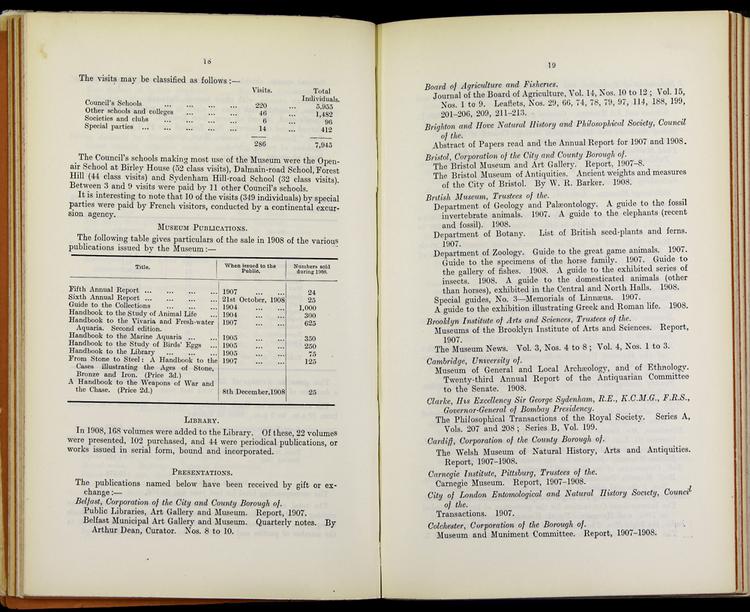 18
The visits may be classified as follows :—
Visits. Total Individuals.
Council's Schools ... ... ... ... 220 ... 5,955
Other schools and colleges ... ... ... 46 ... 1,482
Societies and clubs ... ... ... ... 6 ... 96
Special parties ... ... ... ... ... 14 ... 412
286 7,945
The Council's schools making most use of the Museum were the Open-
air School at Birley House (52 class visits), Dalmain-road School, Forest
Hill (44 class visits) and Sydenham Hill-road School (32 class visits).
Between 3 and 9 visits were paid by 11 other Council's schools.
It is interesting to note that 10 of the visits (349 individuals) by special
parties were paid by French visitors, conducted by a continental excur-
sion agency.
Museum Publications.
The following table gives particulars of the sale in 1908 of the various
publications issued by the Museum :—
Title. When issued to the Public. Numbers sold during 1908.
Fifth Annual Report ... ... ... ... 1907 ... ... 24
Sixth Annual Report ... ... ... ... 21st October, 1908 25
Guide to the Collections ... ... ... 1904 ... ... 1,000
Handbook to the Study of Animal Life ... 1904 ... ... 300
Handbook to the Vivaria and Fresh-water 1907 ... ... 625
Aquaria. Second edition.
Handbook to the Marine Aquaria ... ... 1905 ... ... 350
Handbook to the Study of Birds' Eggs ... 1905 ... ... 250
Handbook to the Library ... ... ... 1905 ... ... 75
From Stone to Steel: A Handbook to the 1907 ... ... 125
Cases illustrating the Ages of Stone,
Bronze and Iron. (Price 3d.)
A Handbook to the Weapons of War and
the Chase. (Price 2d.) 8th December, 1908 25
Library.
In 1908, 168 volumes were added to the Library. Of these, 22 volumes
were presented, 102 purchased, and 44 were periodical publications, or
works issued in serial form, bound and incorporated.
Presentations.
The publications named below have been received by gift or ex-
change :—
Belfast, Corporation of the City and County Borough of.
Public Libraries, Art Gallery and Museum. Report, 1907.
Belfast Municipal Art Gallery and Museum. Quarterly notes. By
Arthur Dean, Curator. Nos. 8 to 10.
19
Board of Agriculture and Fisheries.
Journal of the Board of Agriculture, Vol. 14, Nos. 10 to 12 ; Vol. 15,
Nos. 1 to 9. Leaflets, Nos. 29, 66, 74, 78, 79, 97, 114, 188, 199,
201–206, 209, 211–213.
Brighton and Hove Natural History and Philosophical Society, Council
of the.
Abstract of Papers read and the Annual Report for 1907 and 1908.
Bristol, Corporation of the City and County Borough of.
The Bristol Museum and Art Gallery. Report, 1907–8.
The Bristol Museum of Antiquities. Ancient weights and measures
of the City of Bristol. By W. R. Barker. 1908.
British Museum, Trustees of the.
Department of Geology and Palæontology. A guide to the fossil
invertebrate animals. 1907. A guide to the elephants (recent
and fossil). 1908.
Department of Botany. List of British seed-plants and ferns.
1907.
Department of Zoology. Guide to the great game animals. 1907.
Guide to the specimens of the horse family. 1907. Guide to
the gallery of fishes. 1908. A guide to the exhibited series of
insects. 1908. A guide to the domesticated animals (other
than horses), exhibited in the Central and North Halls. 1908.
Special guides, No. 3—Memorials of Linnæus. 1907.
A guide to the exhibition illustrating Greek and Roman life. 1908.
Brooklyn Institute of Arts and Sciences, Trustees of the.
Museums of the Brooklyn Institute of Arts and Sciences. Report,
1907.
The Museum News. Vol. 3, Nos. 4 to 8 ; Vol. 4, Nos. 1 to 3.
Cambridge, University of.
Museum of General and Local Archæology, and of Ethnology.
Twenty-third Annual Report of the Antiquarian Committee
to the Senate. 1908.
Clarke, His Excellency Sir George Sydenham, R.E., K.C.M.G., F.R.S.,
Governor-General of Bombay Presidency.
The Philosophical Transactions of the Royal Society. Series A,
Vols. 207 and 208 ; Series B, Vol. 199.
Cardiff, Corporation of the County Borough of.
The Welsh Museum of Natural History, Arts and Antiquities.
Report, 1907–1908.
Carnegie Institute, Pittsburg, Trustees of the.
Carnegie Museum. Report, 1907–1908.
City of London Entomological and Natural History Society, Council
of the.
Transactions. 1907.
Colchester, Corporation of the Borough of.
Museum and Muniment Committee. Report, 1907–1908.